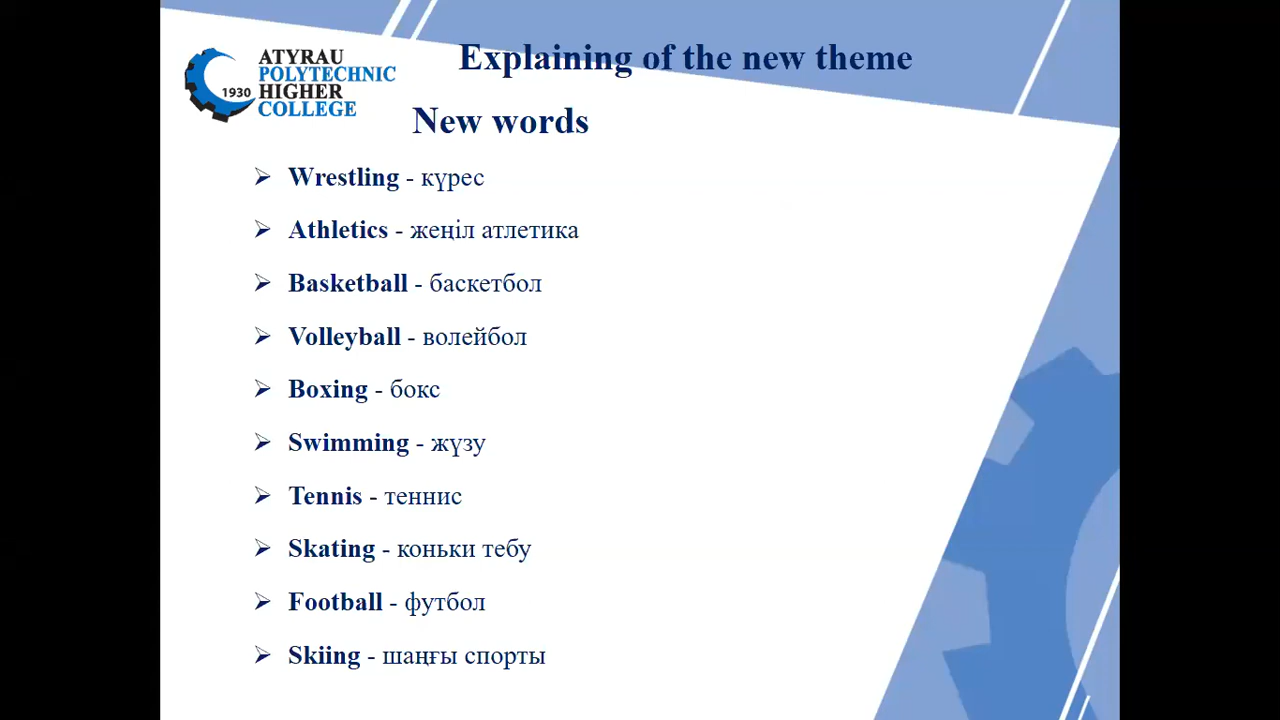 Explaining of the new theme
ATYRAU
POLYTECHNIC
1930 HIGHER
COLLEGE
New words
➢ Wrestling - күрес
➢ Athletics - жеңіл атлетика
➢ Basketball - баскетбол
➢ Volleyball - волейбол
➢ Boxing - бокс
➢ Swimming - жүзу
➢ Tennis - теннис
➢ Skating - коньки тебу
➢ Football - футбол
➢ Skiing - шаңғы спорты